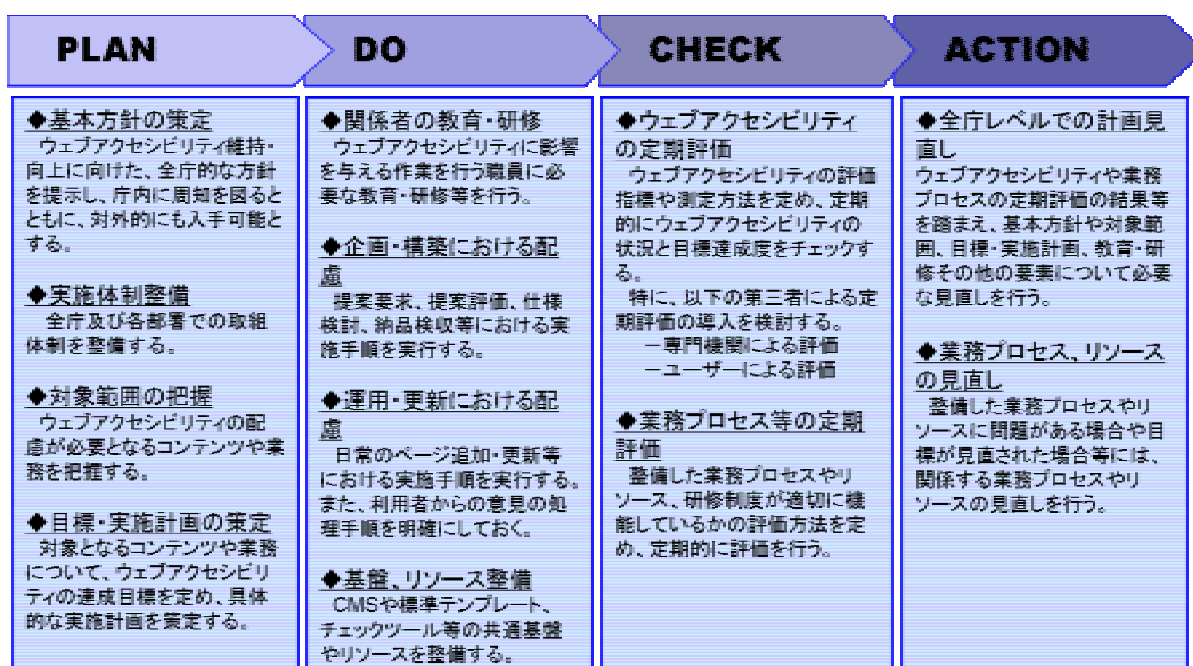 PLAN
DO
CHECK
ACTION
◆基本方針の策定
ウェブアクセシビリティ維持・
向上に向けた、全庁的な方針
を提示し、庁内に周知を図ると
ともに、対外的にも入手可能と
する。
◆実施体制整備
全庁及び各部署での取組
体制を整備する。
◆対象範囲の把握
ウェブアクセシビリティの配
慮が必要となるコンテンツや業
務を把握する。
◆目標・実施計画の策定
対象となるコンテンツや業務
について、ウェブアクセシビリ
ティの達成目標を定め、具体
的な実施計画を策定する。
◆関係者の教育・研修
ウェブアクセシビリティに影響
を与える作業を行う職員に必
要な教育・研修等を行う。
◆企画・構築における配
慮
提案要求、提案評価、仕様
検討、納品検収等における実
施手順を実行する。
◆運用・更新における配
慮
日常のページ追加・更新等
における実施手順を実行する。
また、利用者からの意見の処
理手順を明確にしておく。
◆基盤、リソース整備
CMSや標準テンプレート、
チェックツール等の共通基盤
やリソースを整備する。
◆ウェブアクセシビリティ
の定期評価
ウェブアクセシビリティの評価
指標や測定方法を定め、定期
的にウェブアクセシビリティの
状況と目標達成度をチェックす
る。
特に、以下の第三者による定
期評価の導入を検討する。
－専門機関による評価
－ユーザーによる評価
◆業務プロセス等の定期
評価
整備した業務プロセスやリ
ソース、研修制度が適切に機
能しているかの評価方法を定
め、定期的に評価を行う。
◆全庁レベルでの計画見
直し
ウェブアクセシビリティや業務
プロセスの定期評価の結果等
を踏まえ、基本方針や対象範
囲、目標・実施計画、教育・研
修その他の要素について必要
な見直しを行う。
◆業務プロセス、リソース
の見直し
整備した業務プロセスやリ
ソースに問題がある場合や目
標が見直された場合等には、
関係する業務プロセスやリ
ソースの見直しを行う。